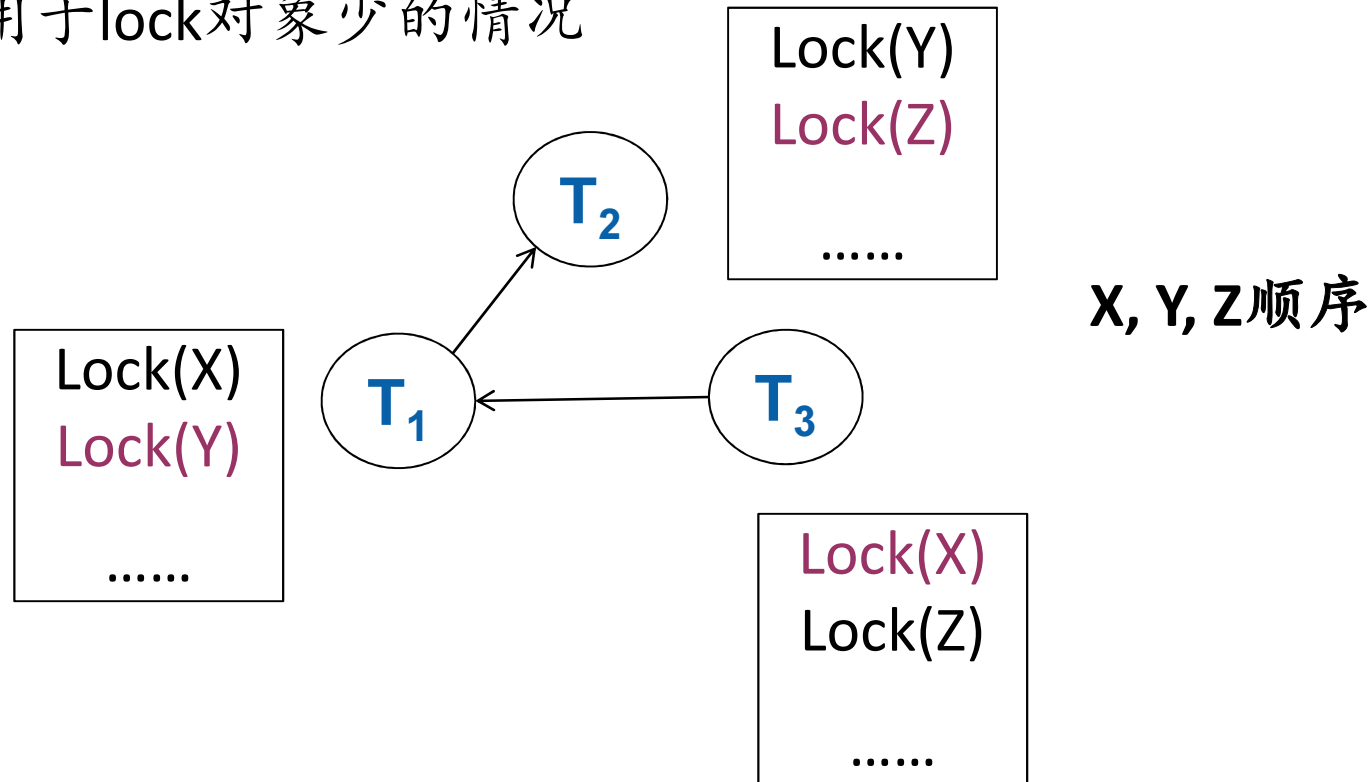 用于lock对象少的情况
Lock(Y)
Lock(Z)
……
T2
X, Y, Z顺序
Lock(X)
Lock(Y)
……
T1
T3
Lock(X)
Lock(Z)
……